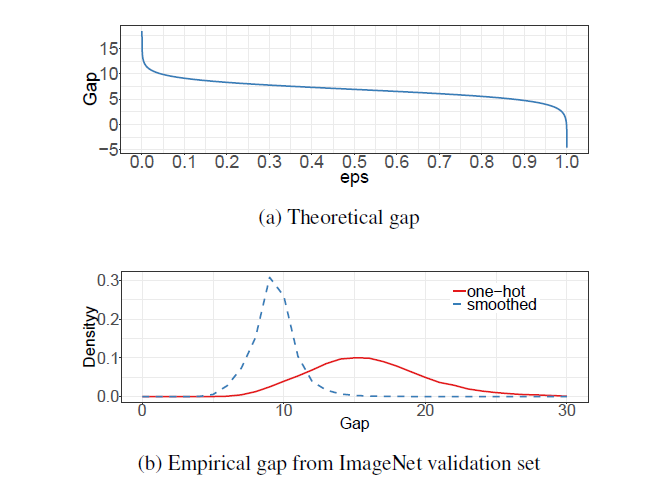 15
10
5
0
−5
Gap
0.0 0.1 0.2 0.3 0.4 0.5 0.6 0.7 0.8 0.9 1.0
eps
(a) Theoretical gap
0.3
0.2
0.1
0.0
Densityy
one−hot
smoothed
0 10 20 30
Gap
(b) Empirical gap from ImageNet validation set